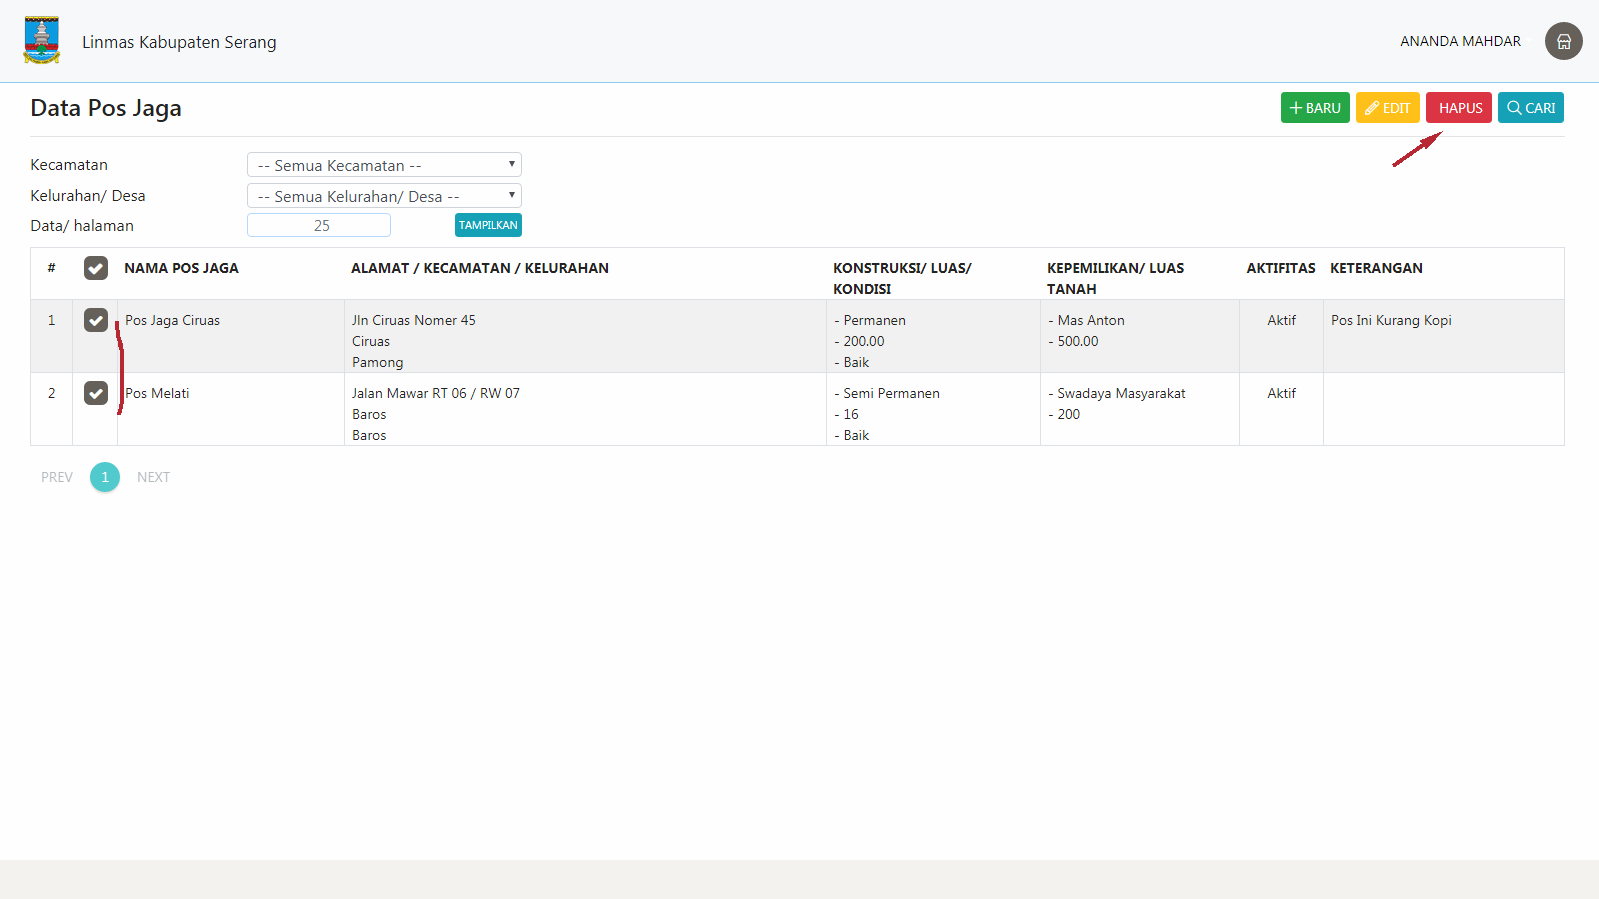 Linmas Kabupaten Serang
ANANDA MAHDAR
Data Pos Jaga
BARU
EDIT
HAPUS
CARI
Kecamatan
-- Semua Kecamatan --
Kelurahan/ Desa
-- Semua Kelurahan/ Desa --
Data/ halaman
25
TAMPILKAN
#
NAMA POS JAGA
ALAMAT / KECAMATAN / KELURAHAN
KONSTRUKSI/ LUAS/
KONDISI
KEPEMILIKAN/ LUAS
TANAH
AKTIFITAS
KETERANGAN
1
Pos Jaga Ciruas
Jln Ciruas Nomer 45
Ciruas
Pamong
- Permanen
- 200.00
- Baik
- Mas Anton
- 500.00
Aktif
Pos Ini Kurang Kopi
2
Pos Melati
Jalan Mawar RT 06 / RW 07
Baros
Baros
- Semi Permanen
- 16
- Baik
- Swadaya Masyarakat
- 200
Aktif
PREV
1
NEXT